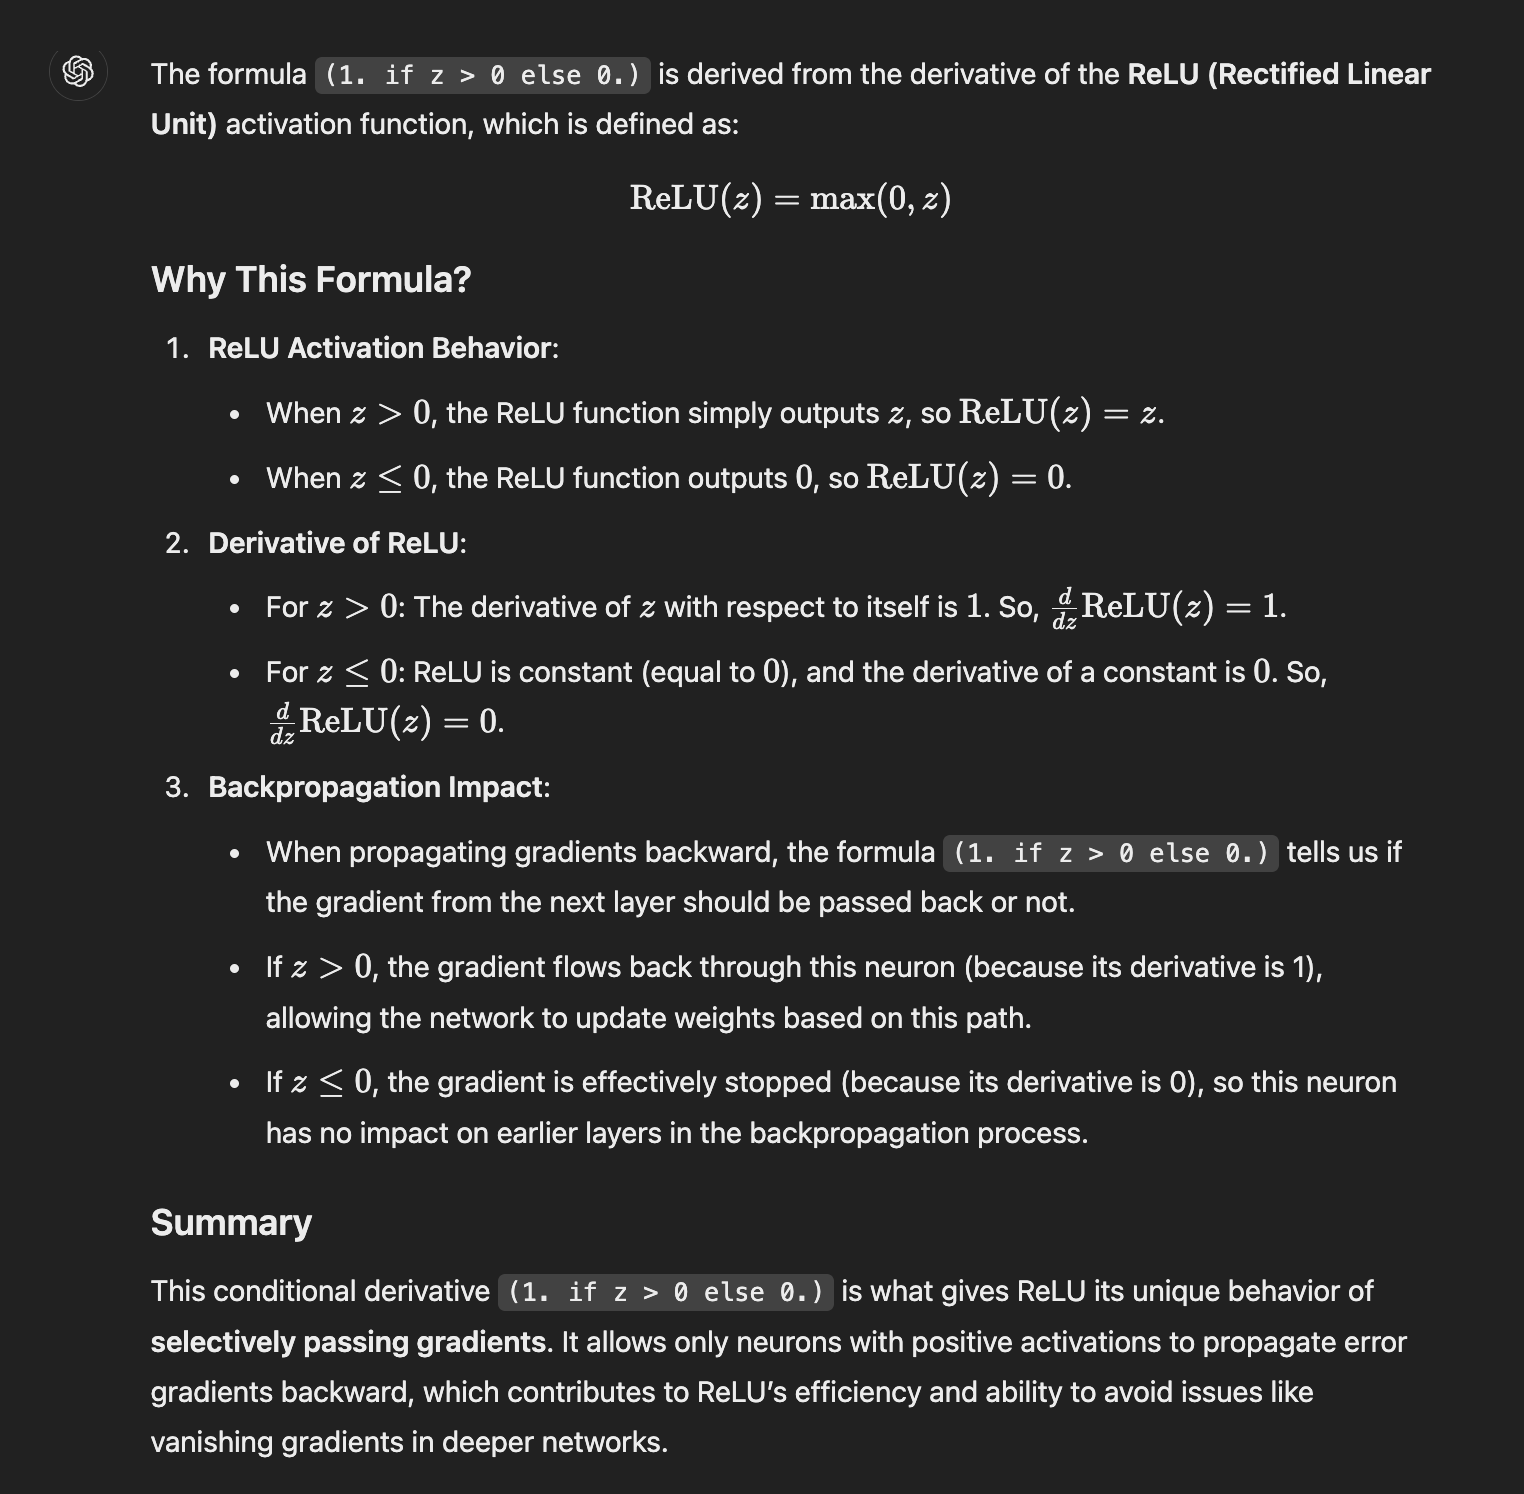 The formula (1. if z > 0 else 0.) is derived from the derivative of the ReLU (Rectified Linear
Unit) activation function, which is defined as:
ReLU(z) = max(0, z)
Why This Formula?
1. ReLU Activation Behavior:
• When z > 0, the ReLU function simply outputs z, so ReLU(z) = z.
• When z ≤ 0, the ReLU function outputs 0, so ReLU(z) = 0.
2. Derivative of ReLU:
• For z > 0: The derivative of z with respect to itself is 1. So, d/dz ReLU(z) = 1.
• For z ≤ 0: ReLU is constant (equal to 0), and the derivative of a constant is 0. So,
d/dz ReLU(z) = 0.
3. Backpropagation Impact:
• When propagating gradients backward, the formula (1. if z > 0 else 0.) tells us if
the gradient from the next layer should be passed back or not.
• If z > 0, the gradient flows back through this neuron (because its derivative is 1),
allowing the network to update weights based on this path.
• If z ≤ 0, the gradient is effectively stopped (because its derivative is 0), so this neuron
has no impact on earlier layers in the backpropagation process.
Summary
This conditional derivative (1. if z > 0 else 0.) is what gives ReLU its unique behavior of
selectively passing gradients. It allows only neurons with positive activations to propagate error
gradients backward, which contributes to ReLU’s efficiency and ability to avoid issues like
vanishing gradients in deeper networks.